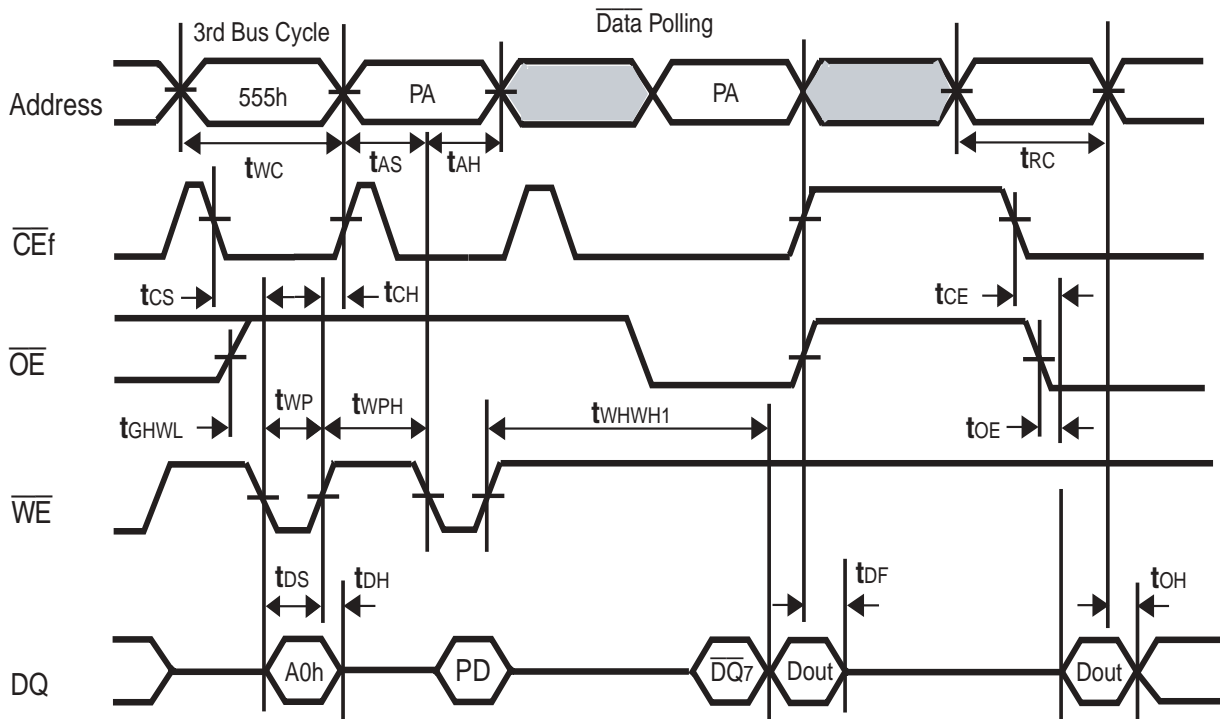 3rd Bus Cycle
Data Polling
Address
555h
PA
PA
tWC
tAS
tAH
tRC
CEf
tCS
tCH
tCE
OE
tGHWL
tWP
tWPH
tWHWH1
tOE
WE
tDS
tDH
tDF
tOH
DQ
A0h
PD
DQ7
Dout
Dout